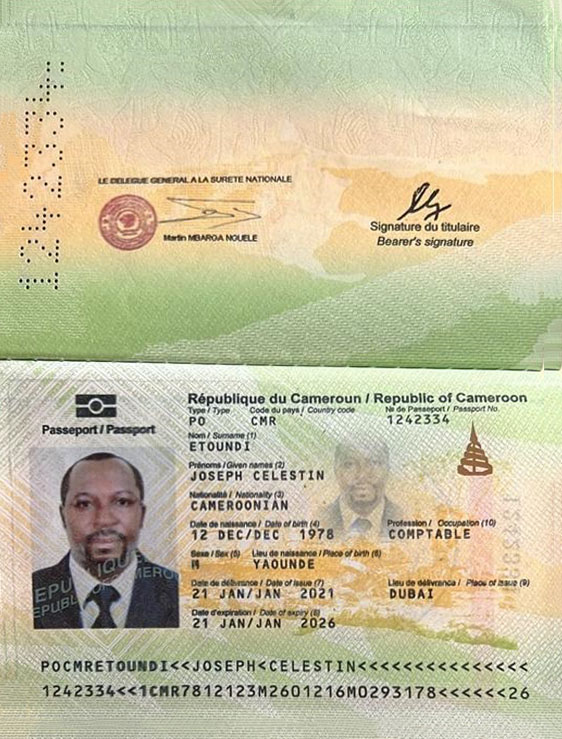 1242334
LE DELEGUE GENERAL A LA SURETE NATIONALE
Martin MBARGA NGUELE
Signature du titulaire
Bearer's signature
Passeport / Passport
République du Cameroun / Republic of Cameroon
Type / Type Code du pays / Country code № de Passeport / Passport No.
PO CMR 1242334
Nom / Surname (1)
ETOUNDI
Prénoms / Given names (2)
JOSEPH CELESTIN
Nationalité / Nationality (3)
CAMEROONIAN
Date de naissance / Date of birth (4) Profession / Occupation (10)
12 DEC/DEC 1978 COMPTABLE
Sexe / Sex (5) Lieu de naissance / Place of birth (6)
M YAOUNDE
Date de délivrance / Date of issue (7) Lieu de délivrance / Place of issue (9)
21 JAN/JAN 2021 DUBAI
Date d'expiration / Date of expiry (8)
21 JAN/JAN 2026
POCMRETOUNDI<<JOSEPH<CELESTIN<<<<<<<<<<<<<<<
1242334<<1CMR7812123M2601216M0293178<<<<<<26